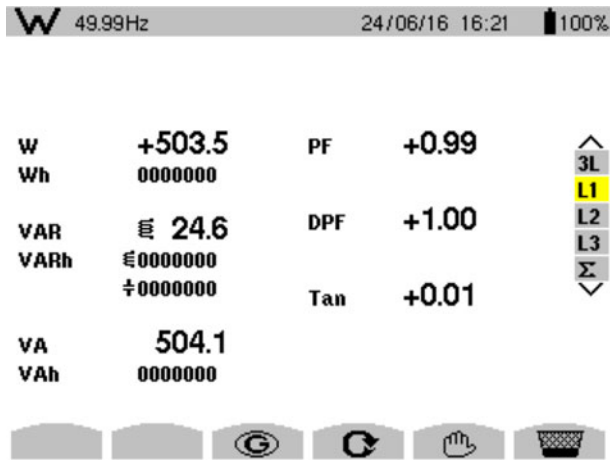 W 49.99Hz 24/06/16 16:21 100%
W +503.5 PF +0.99
Wh 0000000
VAR 24.6 DPF +1.00
VARh 0000000
0000000 Tan +0.01
VA 504.1
VAh 0000000
3L
L1
L2
L3
Σ
G